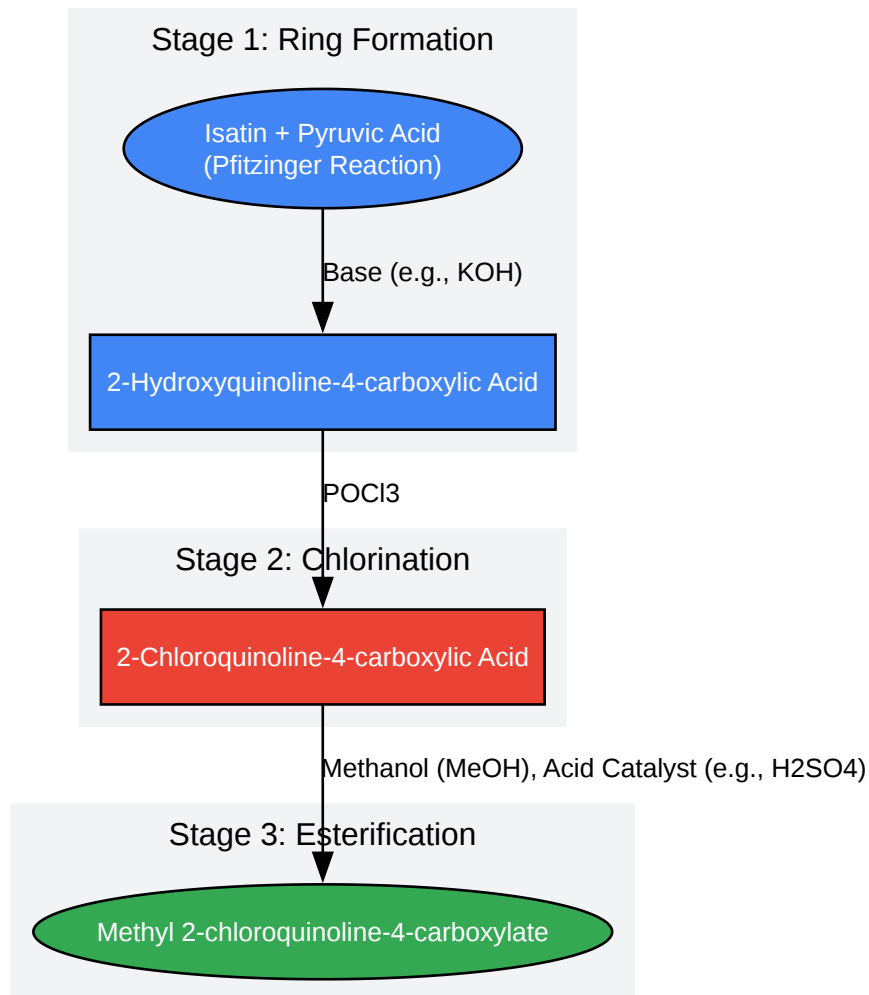 Stage 1: Ring Formation
Isatin + Pyruvic Acid
(Pfitzinger Reaction)
Base (e.g., KOH)
2-Hydroxyquinoline-4-carboxylic Acid
POCl3
Stage 2: Chlorination
2-Chloroquinoline-4-carboxylic Acid
Methanol (MeOH), Acid Catalyst (e.g., H2SO4)
Stage 3: Esterification
Methyl 2-chloroquinoline-4-carboxylate